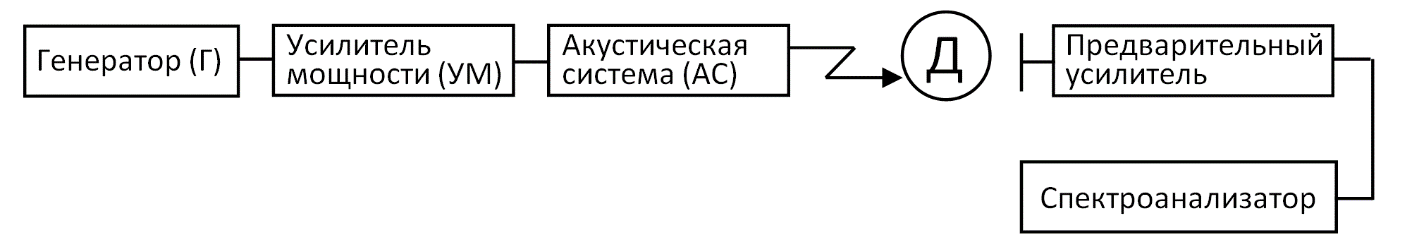 Генератор (Г)
Усилитель
мощности (УМ)
Акустическая
система (АС)
Д
Предварительный
усилитель
Спектроанализатор